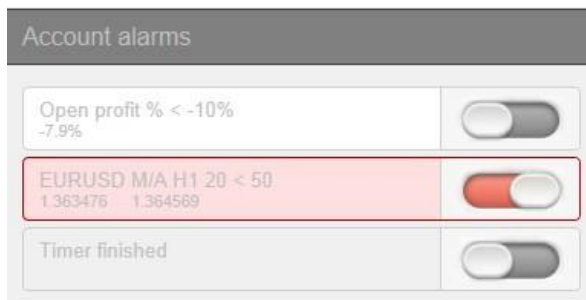 Account alarms
Open profit % < -10%
-7.9%
EURUSD M/A H1 20 < 50
1.363476 1.364569
Timer finished